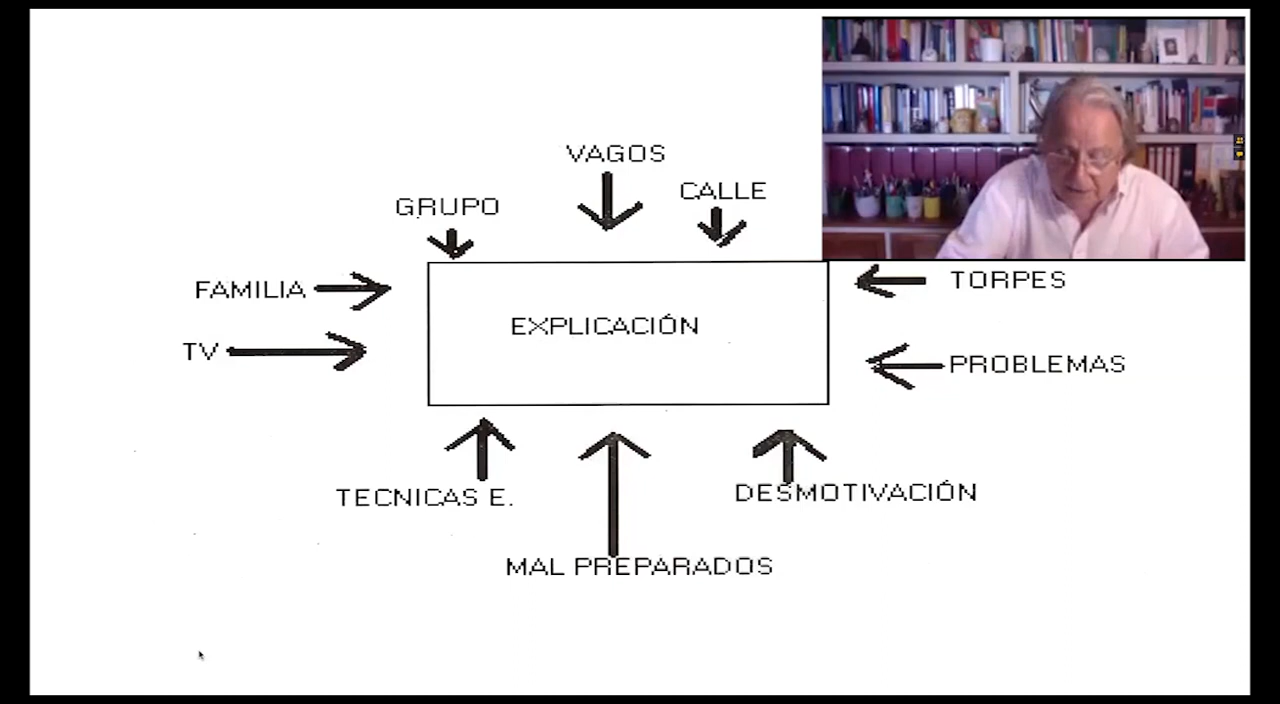 VAGOS
CALLE
GRUPO
FAMILIA
TORPES
EXPLICACIÓN
TV
PROBLEMAS
TECNICAS E.
DESMOTIVACIÓN
MAL PREPARADOS